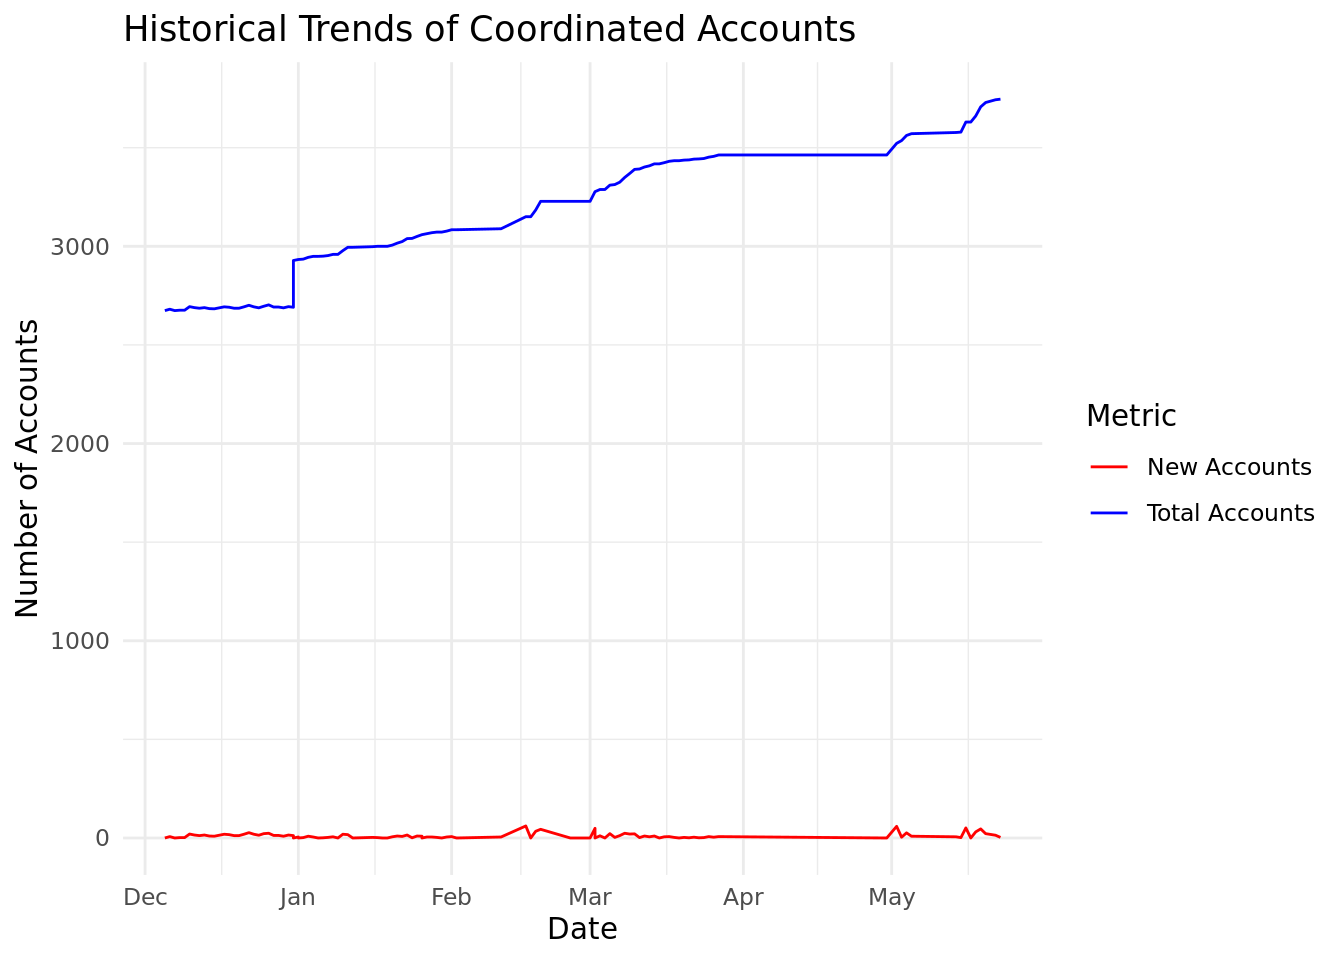 Historical Trends of Coordinated Accounts
Number of Accounts
3000
2000
1000
0
Dec Jan Feb Mar Apr May
Date
Metric
New Accounts
Total Accounts